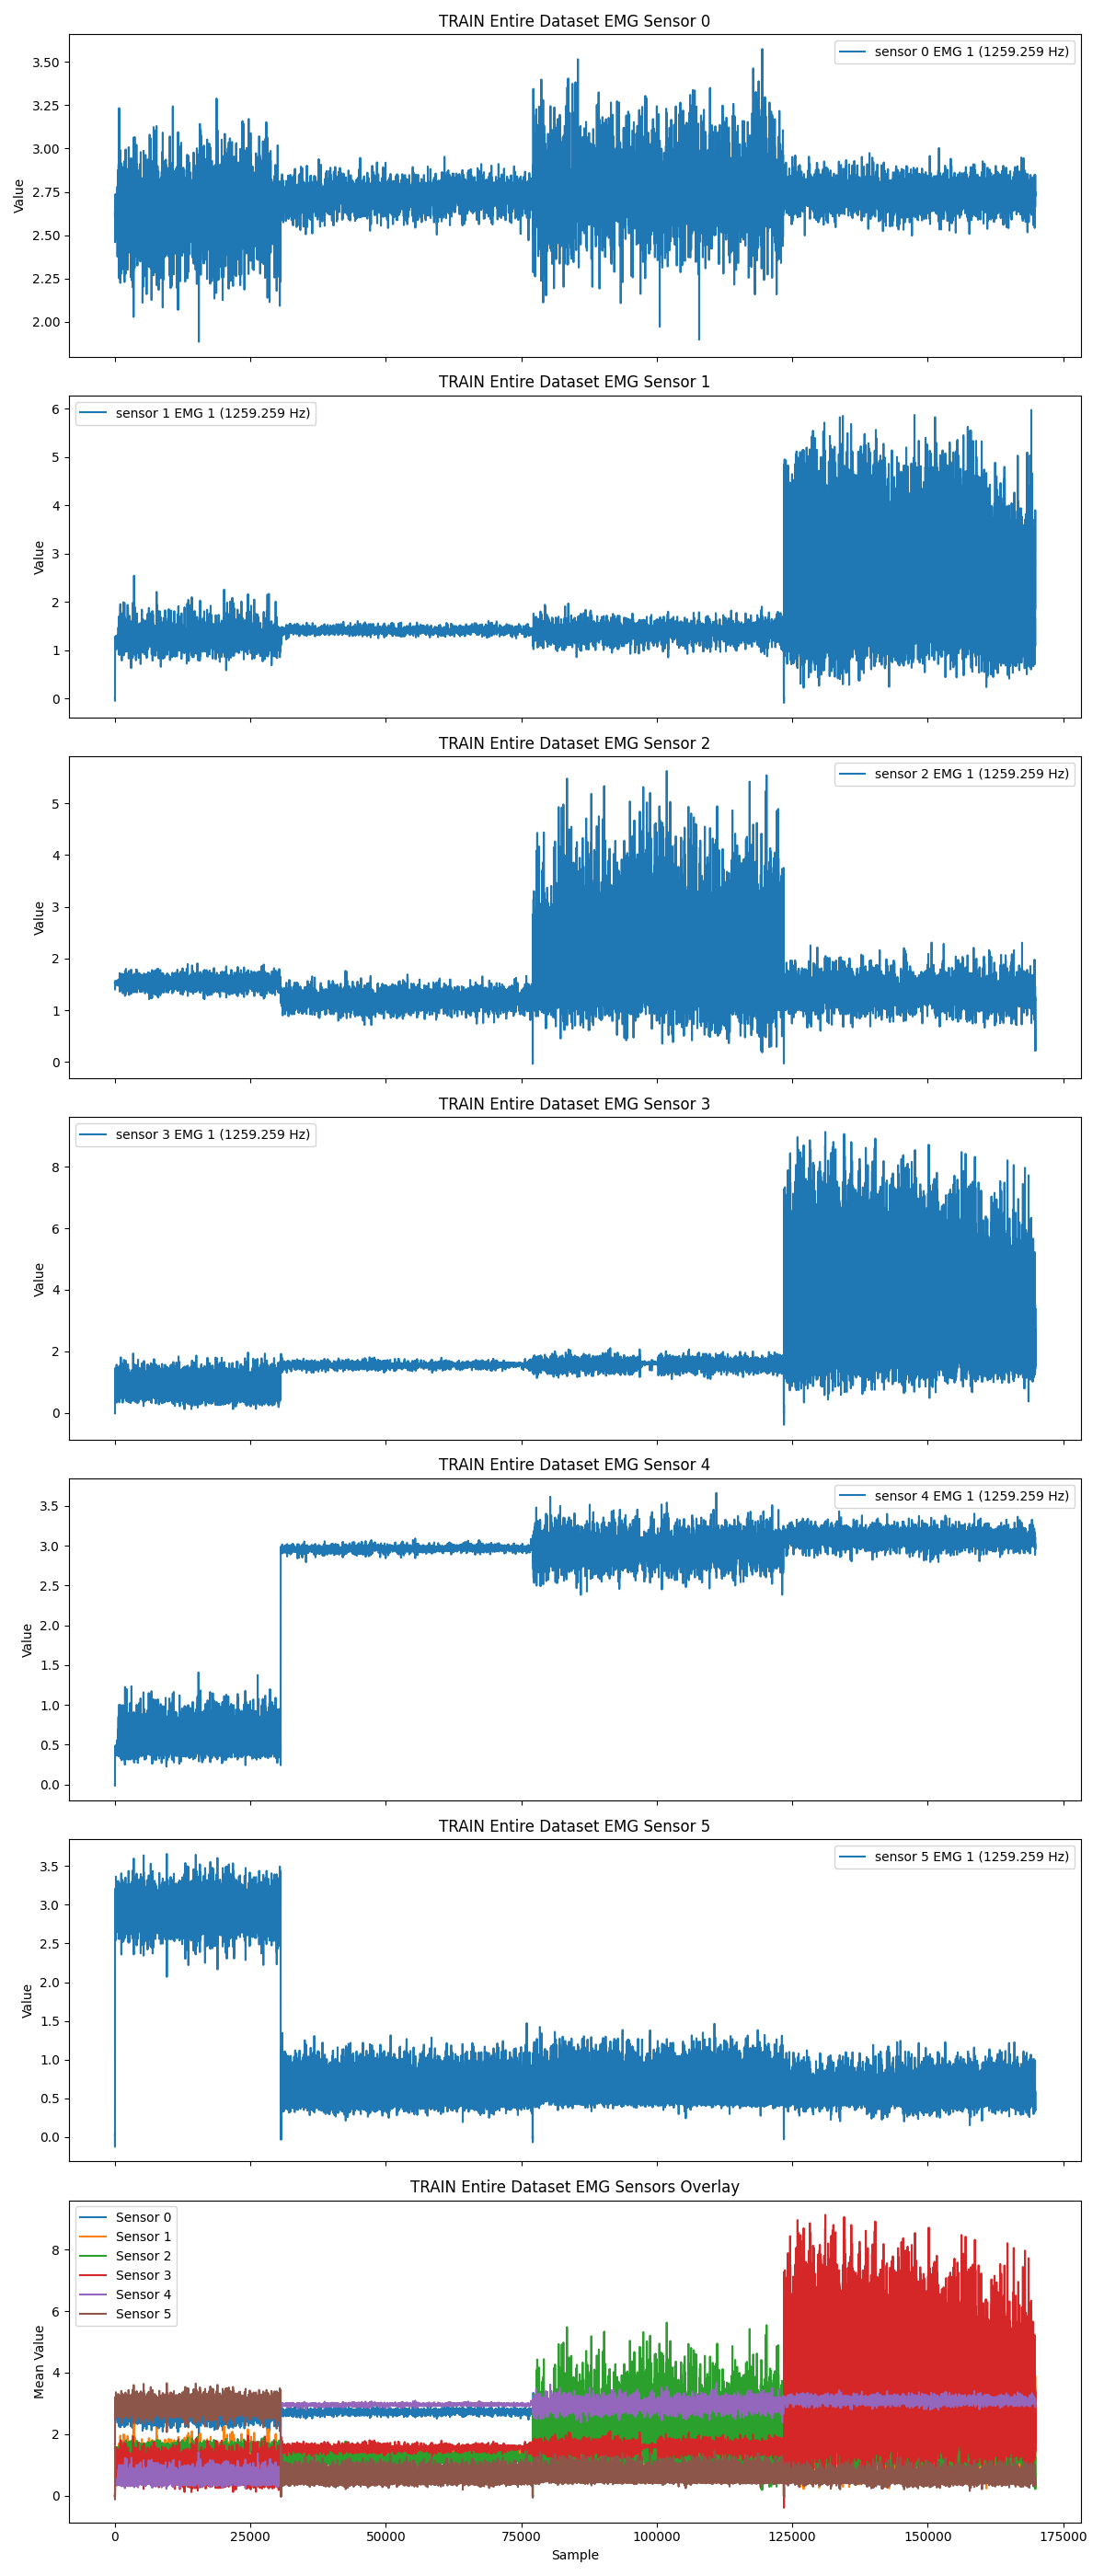 TRAIN Entire Dataset EMG Sensor 0
sensor 0 EMG 1 (1259.259 Hz)
Value
3.50
3.25
3.00
2.75
2.50
2.25
2.00
TRAIN Entire Dataset EMG Sensor 1
sensor 1 EMG 1 (1259.259 Hz)
Value
6
5
4
3
2
1
0
TRAIN Entire Dataset EMG Sensor 2
sensor 2 EMG 1 (1259.259 Hz)
Value
5
4
3
2
1
0
TRAIN Entire Dataset EMG Sensor 3
sensor 3 EMG 1 (1259.259 Hz)
Value
8
6
4
2
0
TRAIN Entire Dataset EMG Sensor 4
sensor 4 EMG 1 (1259.259 Hz)
Value
3.5
3.0
2.5
2.0
1.5
1.0
0.5
0.0
TRAIN Entire Dataset EMG Sensor 5
sensor 5 EMG 1 (1259.259 Hz)
Value
3.5
3.0
2.5
2.0
1.5
1.0
0.5
0.0
TRAIN Entire Dataset EMG Sensors Overlay
Sensor 0
Sensor 1
Sensor 2
Sensor 3
Sensor 4
Sensor 5
Mean Value
8
6
4
2
0
0 25000 50000 75000 100000 125000 150000 175000
Sample